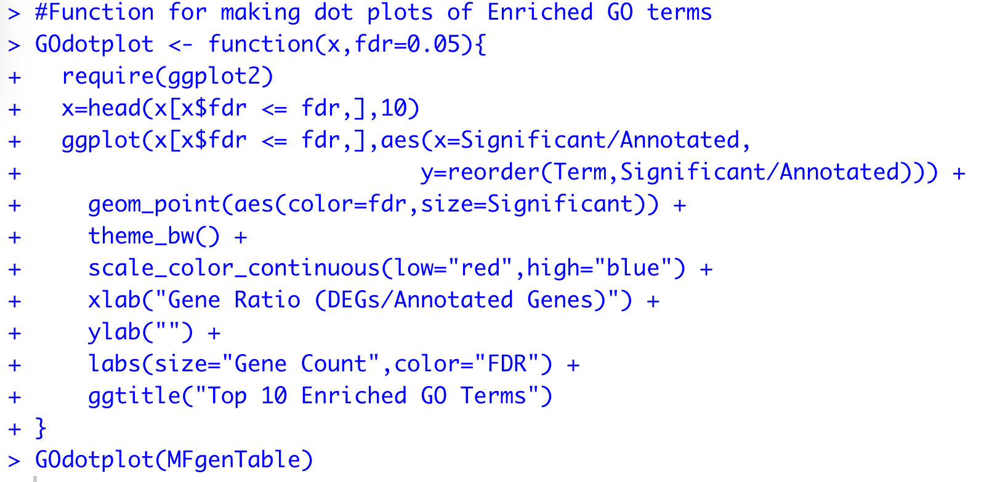 > #Function for making dot plots of Enriched GO terms
> GOdotplot <- function(x,fdr=0.05){
+   require(ggplot2)
+   x=head(x[x$fdr <= fdr,],10)
+   ggplot(x[x$fdr <= fdr,],aes(x=Significant/Annotated,
+                              y=reorder(Term,Significant/Annotated))) +
+     geom_point(aes(color=fdr,size=Significant)) +
+     theme_bw() +
+     scale_color_continuous(low="red",high="blue") +
+     xlab("Gene Ratio (DEGs/Annotated Genes)") +
+     ylab("") +
+     labs(size="Gene Count",color="FDR") +
+     ggtitle("Top 10 Enriched GO Terms")
+ }
> GOdotplot(MFgenTable)